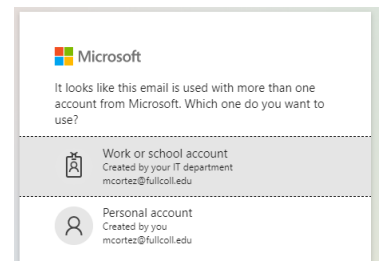 Microsoft
It looks like this email is used with more than one
account from Microsoft. Which one do you want to
use?
Work or school account
Created by your IT department
mcortez@fullcoll.edu
Personal account
Created by you
mcortez@fullcoll.edu